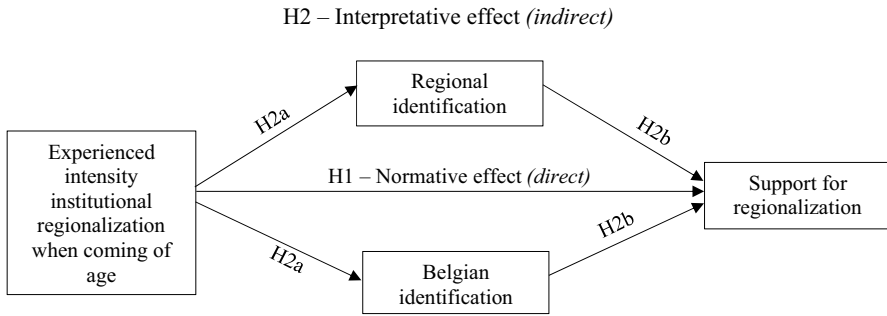 H2 – Interpretative effect (indirect)
Regional
identification
H2a
H2b
Experienced
intensity
institutional
regionalization
when coming of
age
H1 – Normative effect (direct)
Support for
regionalization
H2a
H2b
Belgian
identification